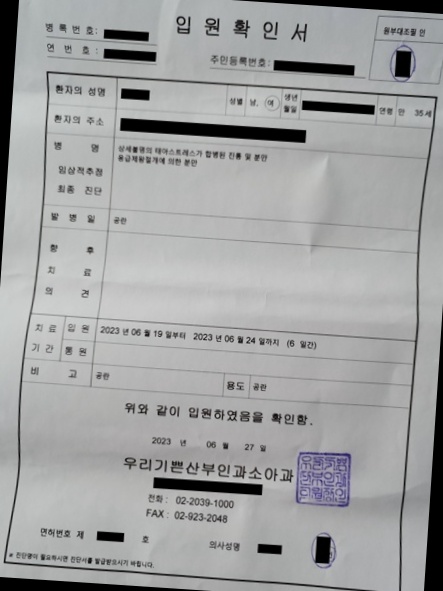 입원확인서
원부대조필 인
병록번호:
연번호:
주민등록번호:
환자의 성명 성별 남, 여 생년월일 연령 만 35세
환자의 주소
병명
임상적추정
최종 진단
상세불명의 태아스트레스가 합병된 진통 및 분만
응급제왕절개에 의한 분만
발병일 공란
향후
치료
의견
치료기간 입원 2023 년 06 월 19 일부터 2023 년 06 월 24 일까지 (6 일간)
통원
비고 공란 용도 공란
위와 같이 입원하였음을 확인함.
2023 년 06 월 27 일
우리기쁜산부인과소아과
전화 : 02-2039-1000
FAX : 02-923-2048
면허번호 제 호 의사성명
※ 진단명이 필요하시면 진단서를 발급받으시기 바랍니다.